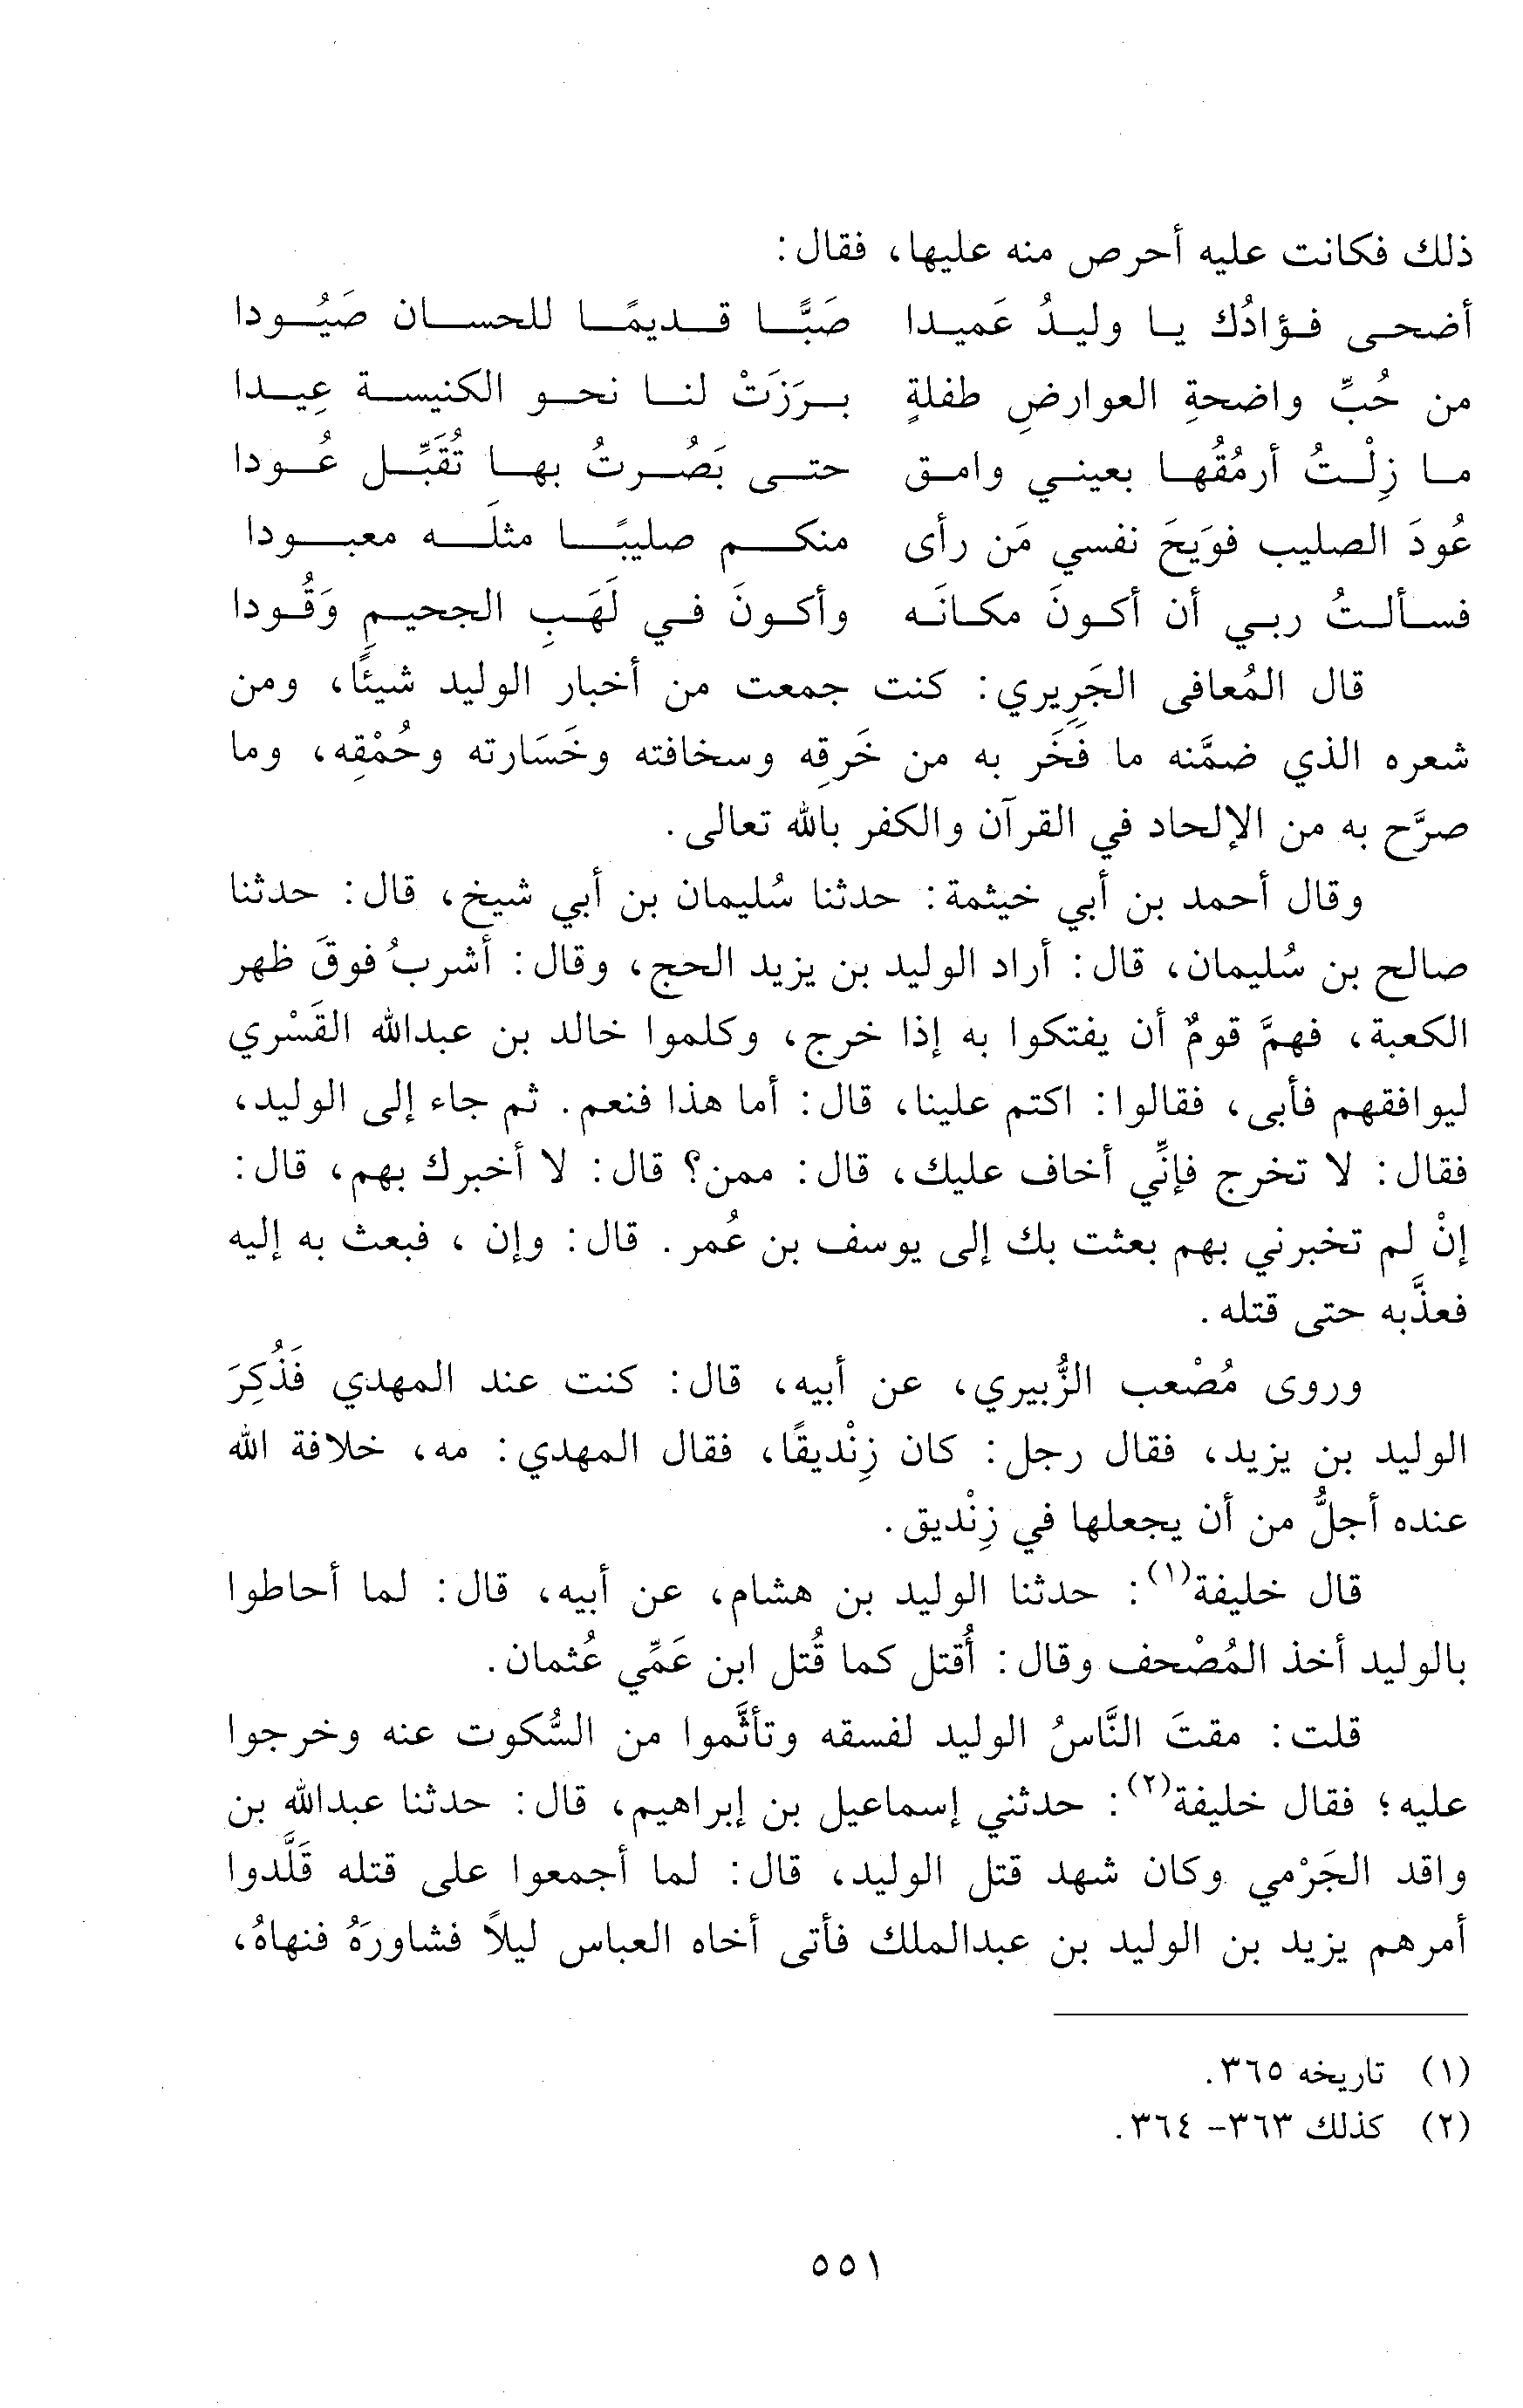 ذلك فكانت عليه أحرص منه عليها، فقال:
أضحى فؤادُك يا وليدُ عَميدا صَبًّا قديمًا للحسان صَيُودا
من حُبِّ واضحةِ العوارضِ طفلةٍ برَزَتْ لنا نحو الكنيسة عِيدا
ما زِلْتُ أرمُقُها بعيني وامق حتى بَصُرتُ بها تُقَبِّل عُودا
عُودَ الصليب فوَيَحَ نفسي مَن رأى منكم صليبًا مثلَه معبودا
فسألتُ ربي أن أكونَ مكانَه وأكونَ في لَهَبِ الجحيمِ وَقُودا
قال المُعافى الجَرِيري: كنت جمعت من أخبار الوليد شيئًا، ومن
شعره الذي ضمَّنه ما فَخَر به من خَرقِه وسخافته وخَسَارته وحُمْقِه، وما
صرَّح به من الإلحاد في القرآن والكفر بالله تعالى.
وقال أحمد بن أبي خيثمة: حدثنا سُليمان بن أبي شيخ، قال: حدثنا
صالح بن سُليمان، قال: أراد الوليد بن يزيد الحج، وقال: أشربُ فوقَ ظهر
الكعبة، فهمَّ قومٌ أن يفتكوا به إذا خرج، وكلموا خالد بن عبدالله القَسْري
ليوافقهم فأبى، فقالوا: اكتم علينا، قال: أما هذا فنعم. ثم جاء إلى الوليد،
فقال: لا تخرج فإنِّي أخاف عليك، قال: ممن؟ قال: لا أخبرك بهم، قال:
إنْ لم تخبرني بهم بعثت بك إلى يوسف بن عُمر. قال: وإن ، فبعث به إليه
فعذَّبه حتى قتله.
وروى مُصْعب الزُّبيري، عن أبيه، قال: كنت عند المهدي فَذُكِرَ
الوليد بن يزيد، فقال رجل: كان زِنْديقًا، فقال المهدي: مه، خلافة الله
عنده أجلُّ من أن يجعلها في زِنْديق.
قال خليفة(١): حدثنا الوليد بن هشام، عن أبيه، قال: لما أحاطوا
بالوليد أخذ المُصْحف وقال: أُقتل كما قُتل ابن عَمِّي عُثمان.
قلت: مقتَ النَّاسُ الوليد لفسقه وتأثَّموا من السُّكوت عنه وخرجوا
عليه؛ فقال خليفة(٢): حدثني إسماعيل بن إبراهيم، قال: حدثنا عبدالله بن
واقد الجَرْمي وكان شهد قتل الوليد، قال: لما أجمعوا على قتله قَلَّدوا
أمرهم يزيد بن الوليد بن عبدالملك فأتى أخاه العباس ليلاً فشاورَهُ فنهاهُ،
(١) تاريخه ٣٦٥.
(٢) كذلك ٣٦٣- ٣٦٤.
٥٥١